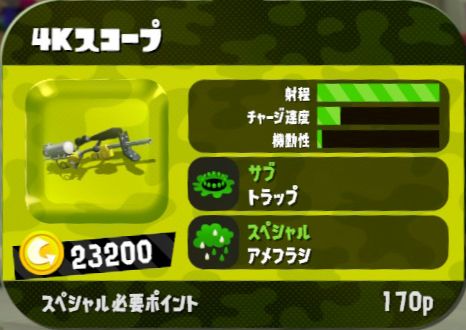 4Kスコープ
射程
チャージ速度
機動性
サブ
トラップ
スペシャル
アメフラシ
23200
スペシャル必要ポイント 170p